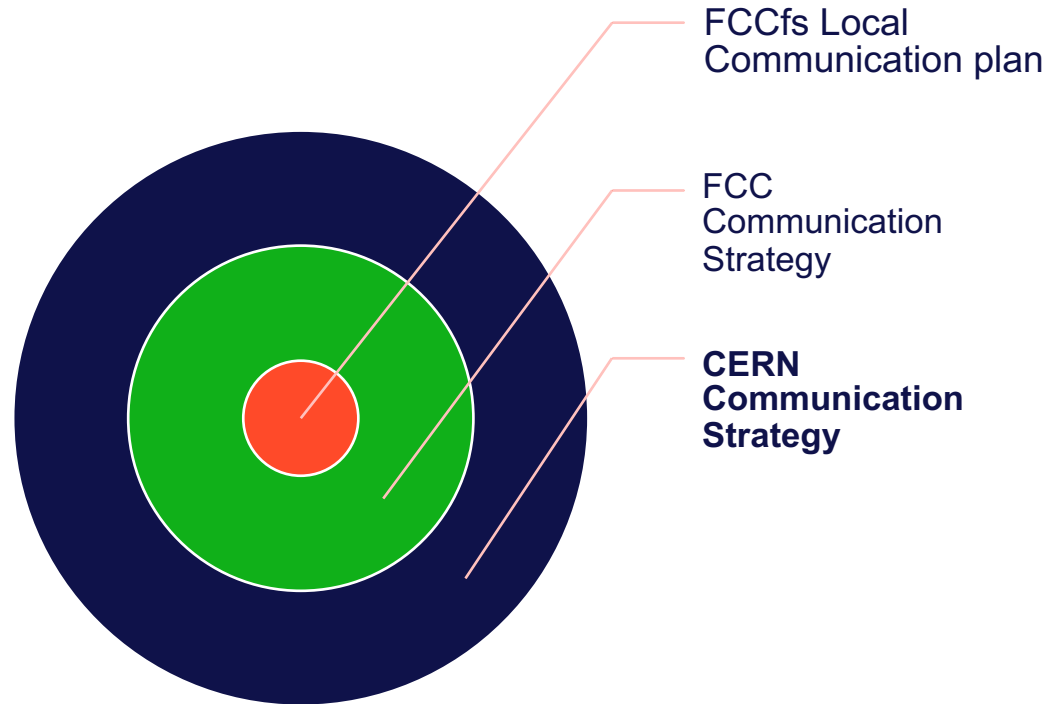 FCCfs Local
Communication plan
FCC
Communication
Strategy
CERN
Communication
Strategy